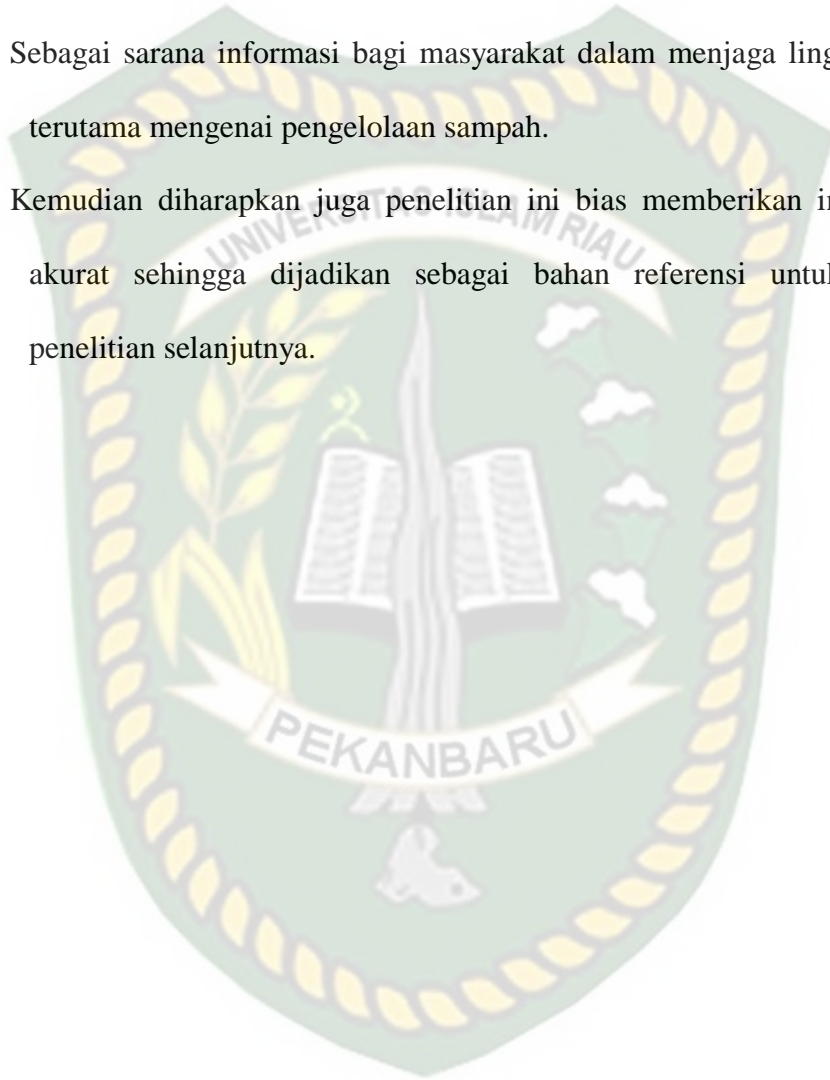 Sebagai sarana informasi bagi masyarakat dalam menjaga ling
terutama mengenai pengelolaan sampah.
Kemudian diharapkan juga penelitian ini bias memberikan in
akurat sehingga dijadikan sebagai bahan referensi untuk
penelitian selanjutnya.
UNIVERSITAS ISLAM RIAU
PEKANBARU